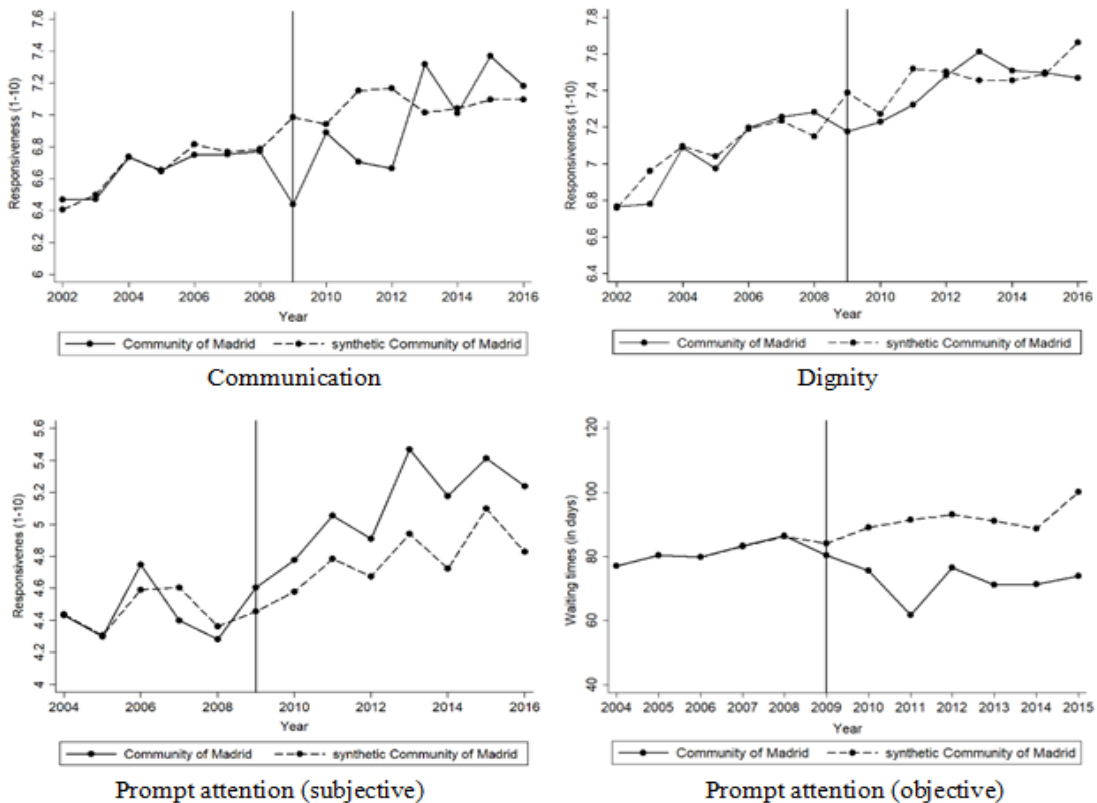 Responsiveness (1-10)
7.6
7.4
7.2
7
6.8
6.6
6.4
6.2
6
2002 2004 2006 2008 2010 2012 2014 2016
Year
Community of Madrid synthetic Community of Madrid
Communication
Responsiveness (1-10)
7.8
7.6
7.4
7.2
7
6.8
6.6
6.4
2002 2004 2006 2008 2010 2012 2014 2016
Year
Community of Madrid synthetic Community of Madrid
Dignity
Responsivenes (1-10)
5.6
5.4
5.2
5
4.8
4.6
4.4
4.2
4
2004 2006 2008 2010 2012 2014 2016
Year
Community of Madrid synthetic Community of Madrid
Prompt attention (subjective)
Waiting times (in days)
120
100
80
60
40
2004 2005 2006 2007 2008 2009 2010 2011 2012 2013 2014 2015
Year
Community of Madrid synthetic Community of Madrid
Prompt attention (objective)